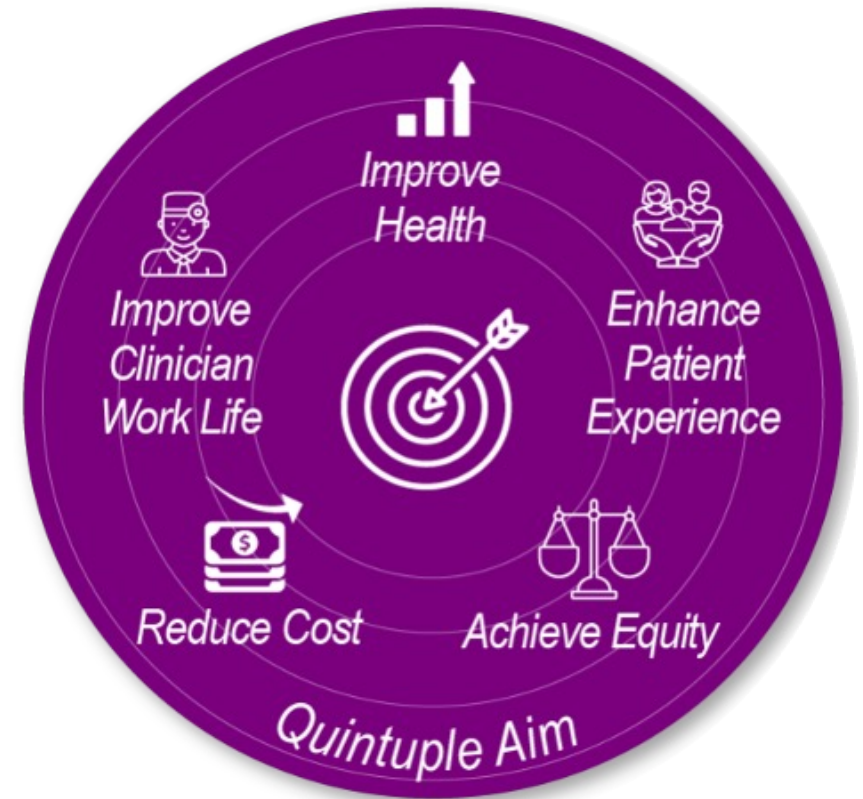 Improve
Health
Enhance
Patient
Experience
Achieve Equity
$
Reduce Cost
Improve
Clinician
Work Life
Quintuple Aim